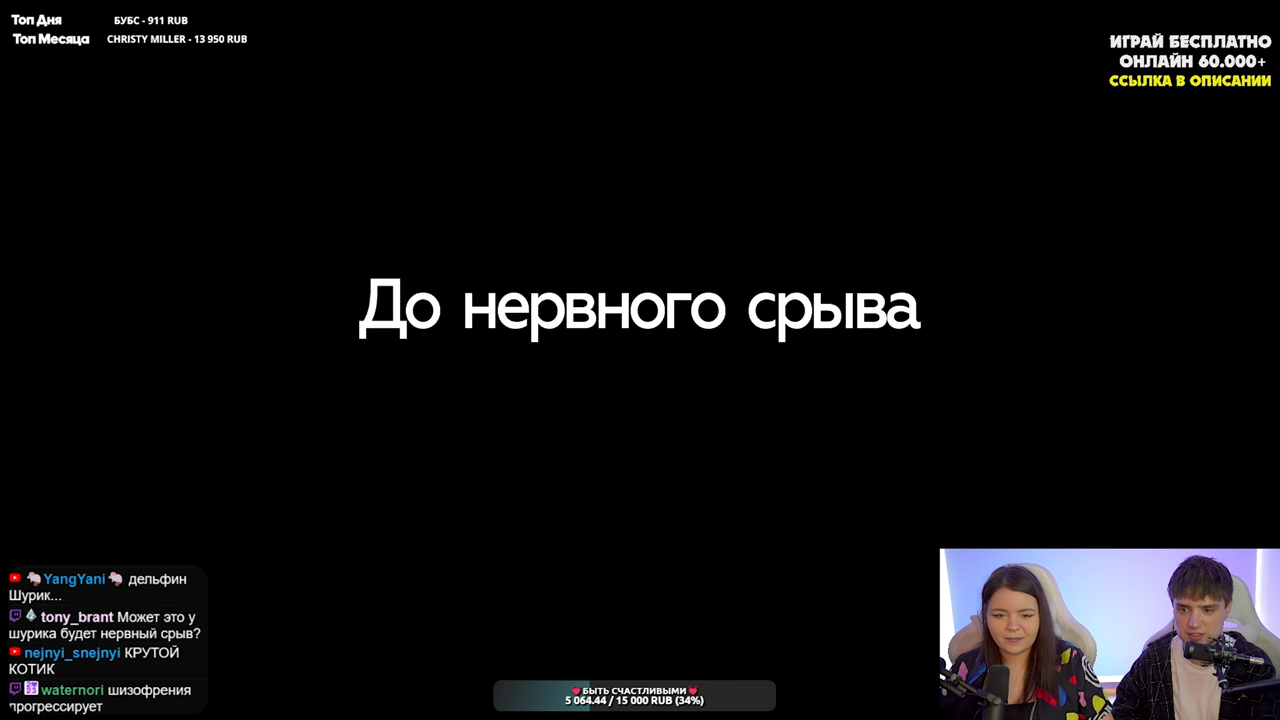 Топ Дня БУБС - 911 RUB
Топ Месяца CHRISTY MILLER - 13 950 RUB
ИГРАЙ БЕСПЛАТНО
ОНЛАЙН 60.000+
ССЫЛКА В ОПИСАНИИ
До нервного срыва
YangYani дельфин
Шурик...
tony_brant Может это у
шурика будет нервный срыв?
nejnyi_snejnyi КРУТОЙ
КОТИК
waternori шизофрения
прогрессирует
БЫТЬ СЧАСТЛИВЫМИ
5 064.44 / 15 000 RUB (34%)